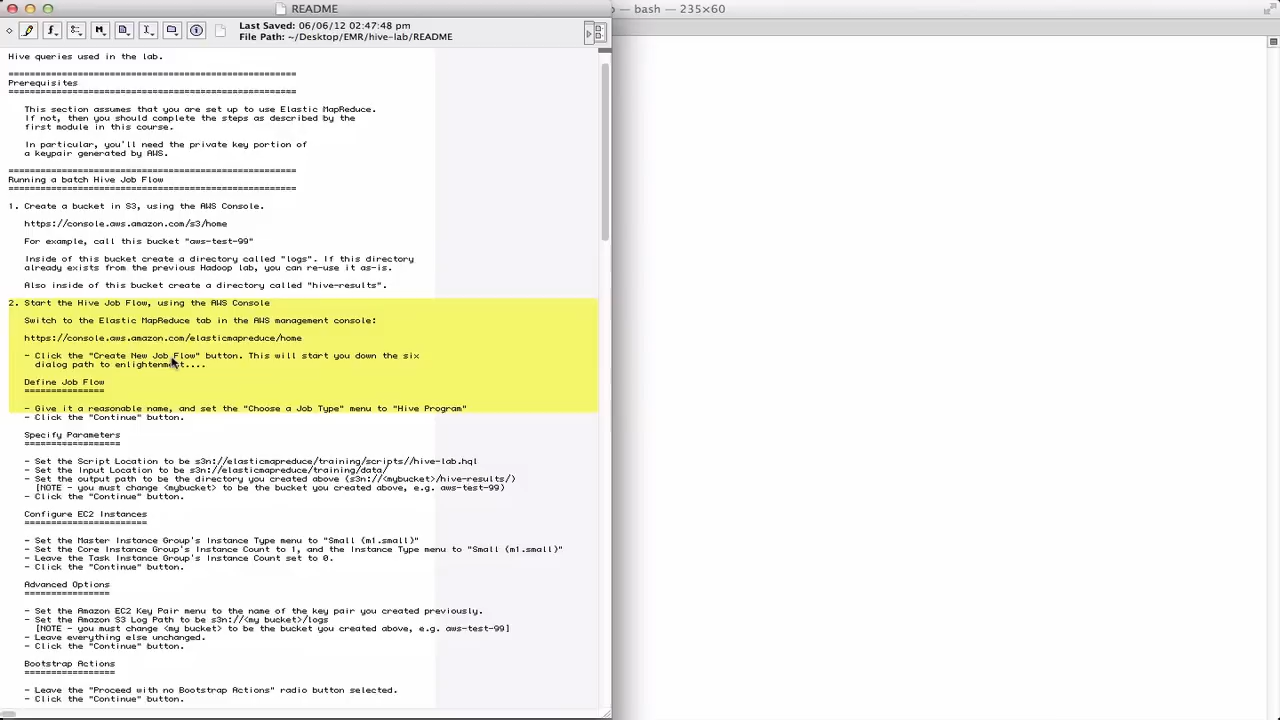 README
— bash — 235×60
Last Saved: 06/06/12 02:47:48 pm
File Path: ~/Desktop/EMR/hive-lab/README
Hive queries used in the lab.
======================================================
Prerequisites
======================================================
This section assumes that you are set up to use Elastic MapReduce.
If not, then you should complete the steps as described by the
first module in this course.
In particular, you'll need the private key portion of
a keypair generated by AWS.
======================================================
Running a batch Hive Job Flow
======================================================
1. Create a bucket in S3, using the AWS Console.
https://console.aws.amazon.com/s3/home
For example, call this bucket "aws-test-99"
Inside of this bucket create a directory called "logs". If this directory
already exists from the previous Hadoop lab, you can re-use it as-is.
Also inside of this bucket create a directory called "hive-results".
2. Start the Hive Job Flow, using the AWS Console
Switch to the Elastic MapReduce tab in the AWS management console:
https://console.aws.amazon.com/elasticmapreduce/home
- Click the "Create New Job Flow" button. This will start you down the six
dialog path to enlightenment....
Define Job Flow
===============
- Give it a reasonable name, and set the "Choose a Job Type" menu to "Hive Program"
- Click the "Continue" button.
Specify Parameters
==================
- Set the Script Location to be s3n://elasticmapreduce/training/scripts//hive-lab.hql
- Set the Input Location to be s3n://elasticmapreduce/training/data/
- Set the output path to be the directory you created above (s3n://<mybucket>/hive-results/)
[NOTE - you must change <mybucket> to be the bucket you created above, e.g. aws-test-99)
- Click the "Continue" button.
Configure EC2 Instances
=======================
- Set the Master Instance Group's Instance Type menu to "Small (m1.small)"
- Set the Core Instance Group's Instance Count to 1, and the Instance Type menu to "Small (m1.small)"
- Leave the Task Instance Group's Instance Count set to 0.
- Click the "Continue" button.
Advanced Options
================
- Set the Amazon EC2 Key Pair menu to the name of the key pair you created previously.
- Set the Amazon S3 Log Path to be s3n://<my bucket>/logs
[NOTE - you must change <my bucket> to be the bucket you created above, e.g. aws-test-99]
- Leave everything else unchanged.
- Click the "Continue" button.
Bootstrap Actions
=================
- Leave the "Proceed with no Bootstrap Actions" radio button selected.
- Click the "Continue" button.